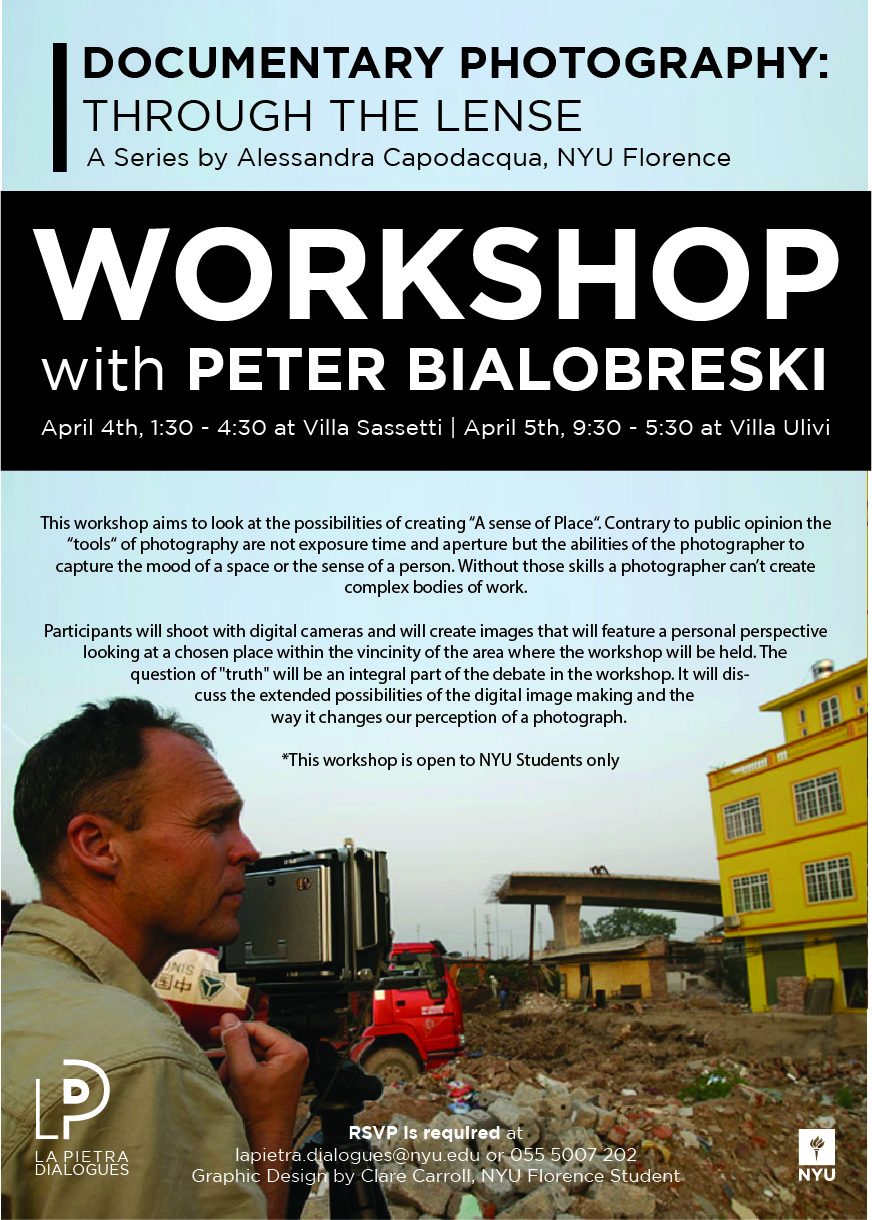 DOCUMENTARY PHOTOGRAPHY:
THROUGH THE LENSE
A Series by Alessandra Capodacqua, NYU Florence
WORKSHOP
with PETER BIALOBRESKI
April 4th, 1:30 - 4:30 at Villa Sassetti | April 5th, 9:30 - 5:30 at Villa Ulivi
This workshop aims to look at the possibilities of creating “A sense of Place“. Contrary to public opinion the
“tools“ of photography are not exposure time and aperture but the abilities of the photographer to
capture the mood of a space or the sense of a person. Without those skills a photographer can’t create
complex bodies of work.
Participants will shoot with digital cameras and will create images that will feature a personal perspective
looking at a chosen place within the vincinity of the area where the workshop will be held. The
question of "truth" will be an integral part of the debate in the workshop. It will dis-
cuss the extended possibilities of the digital image making and the
way it changes our perception of a photograph.
*This workshop is open to NYU Students only
中国
LP
LA PIETRA
DIALOGUES
RSVP is required at
lapietra.dialogues@nyu.edu or 055 5007 202
Graphic Design by Clare Carroll, NYU Florence Student
NYU